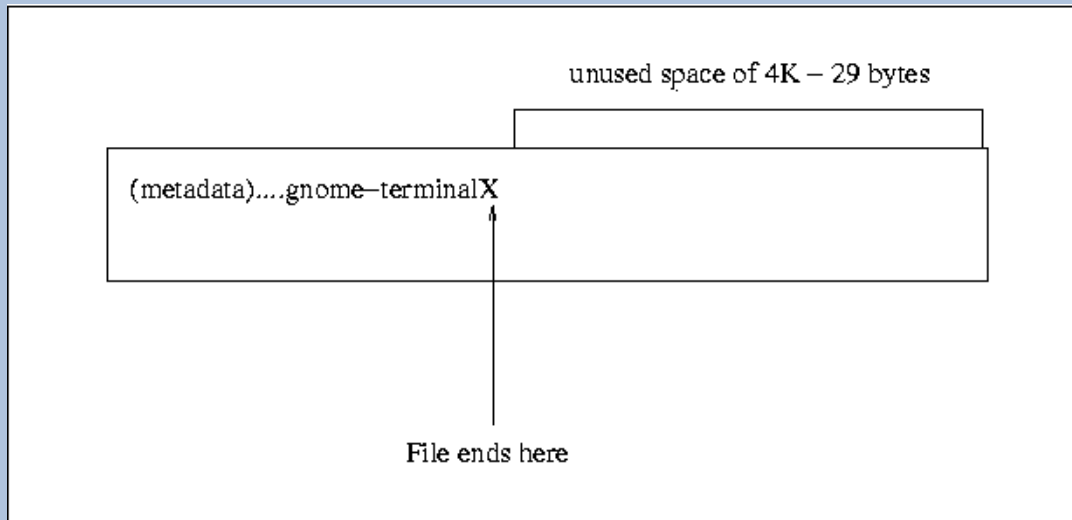 unused space of 4K – 29 bytes
(metadata)....gnome–terminalX
File ends here